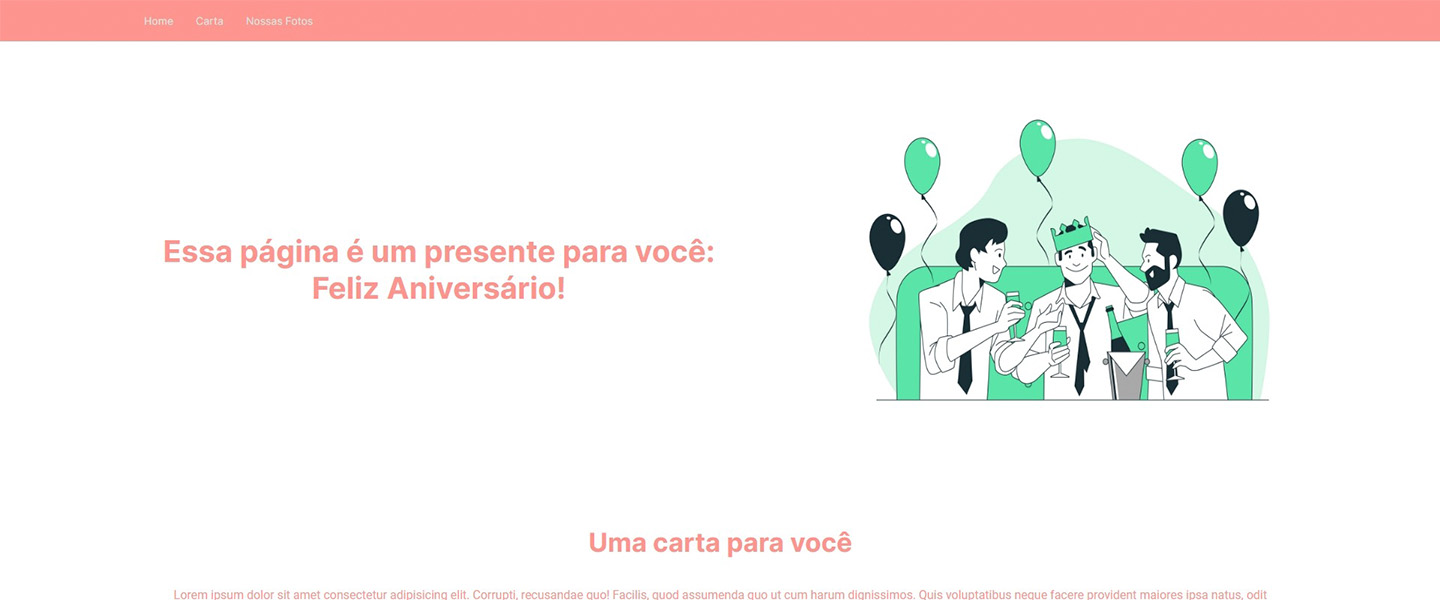 Home Carta Nossas Fotos
Essa página é um presente para você:
Feliz Aniversário!
Uma carta para você
Lorem ipsum dolor sit amet consectetur adipisicing elit. Corrupti, recusandae quo! Facilis, quod assumenda quo ut cum harum dignissimos. Quis voluptatibus neque facere provident maiores ipsa natus, odit